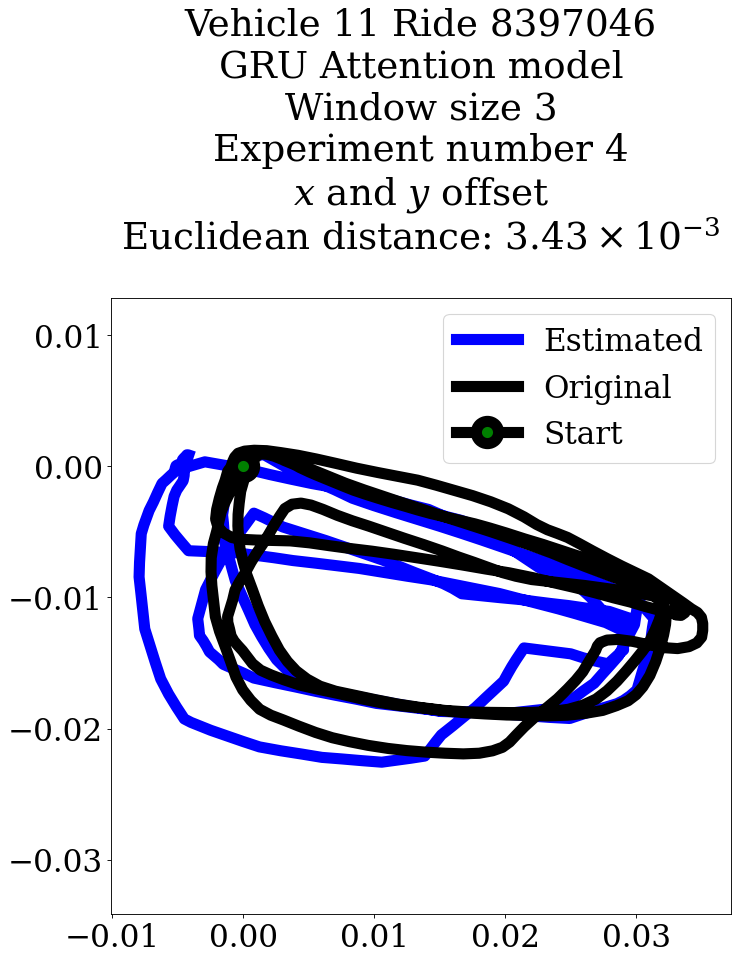 Vehicle 11 Ride 8397046
GRU Attention model
Window size 3
Experiment number 4
x and y offset
Euclidean distance: 3.43 × 10⁻³
Estimated
Original
Start
0.01
0.00
−0.01
−0.02
−0.03
−0.01 0.00 0.01 0.02 0.03